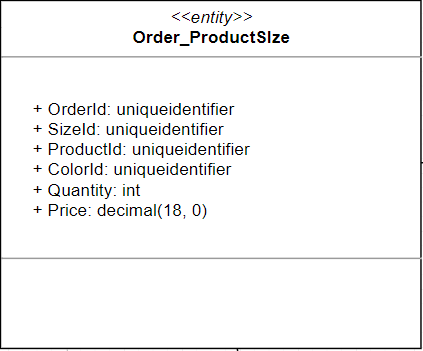 <<entity>>
Order_ProductSIze
+ OrderId: uniqueidentifier
+ SizeId: uniqueidentifier
+ ProductId: uniqueidentifier
+ ColorId: uniqueidentifier
+ Quantity: int
+ Price: decimal(18, 0)